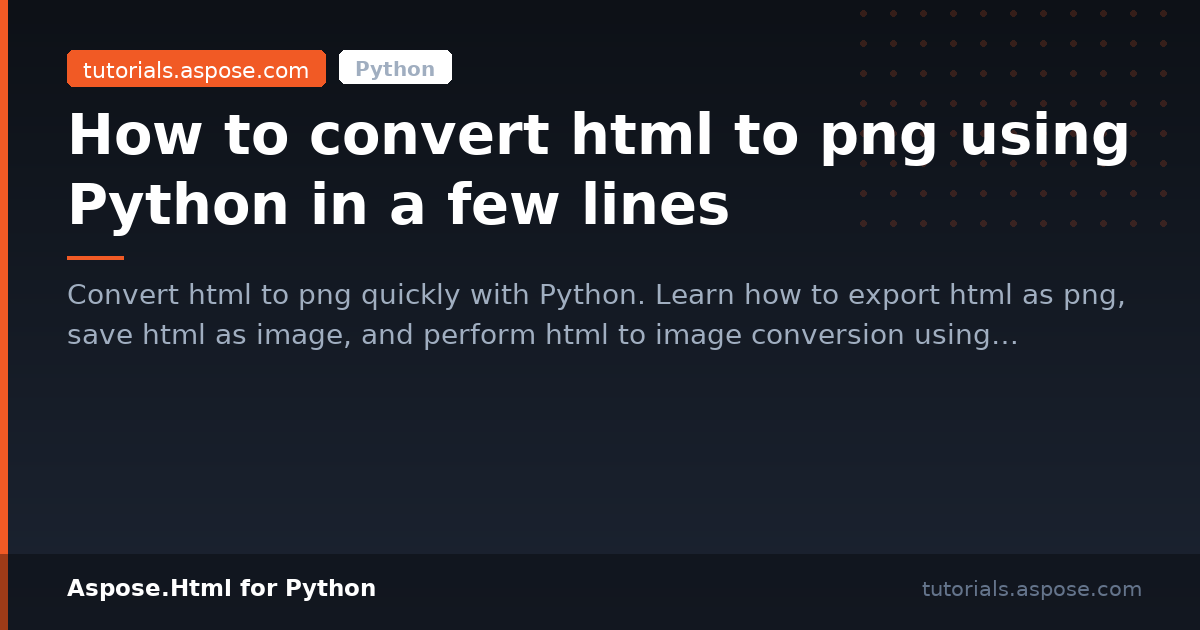 tutorials.aspose.com
Python
How to convert html to png using
Python in a few lines
Convert html to png quickly with Python. Learn how to export html as png,
save html as image, and perform html to image conversion using...
Aspose.Html for Python
tutorials.aspose.com